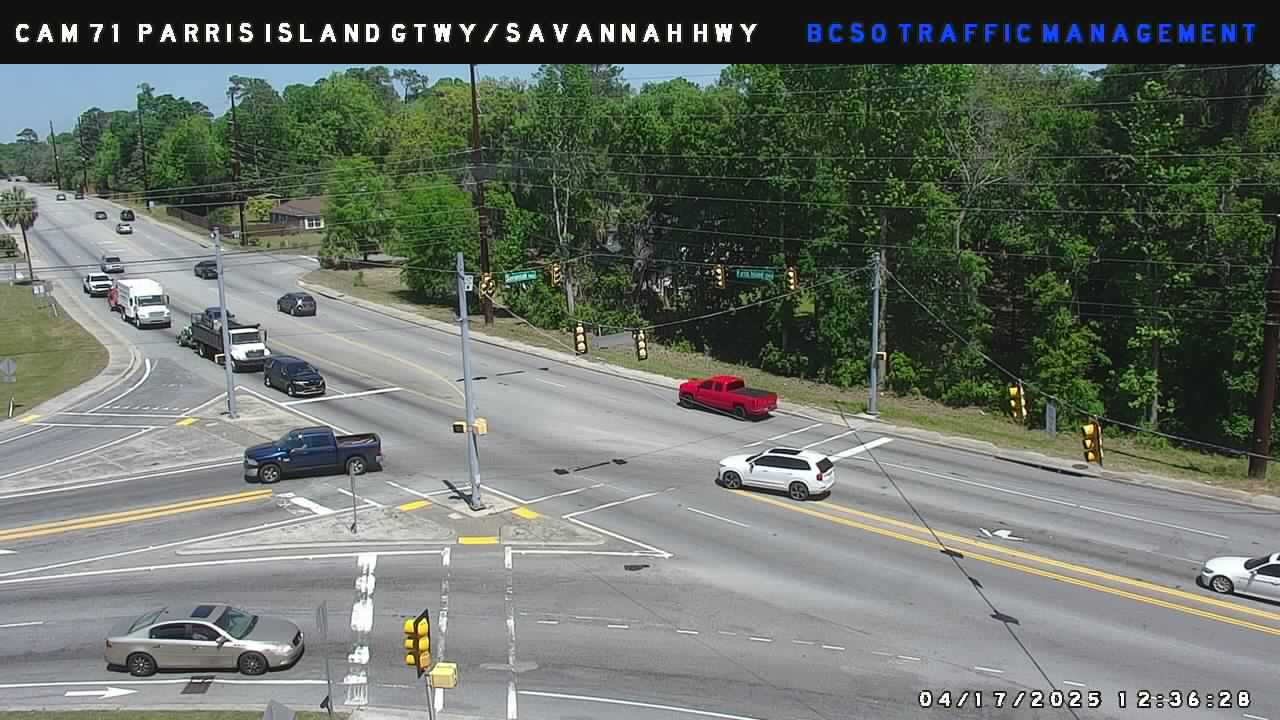 CAM 71 PARRIS ISLAND GTWY/SAVANNAH HWY BCSO TRAFFIC MANAGEMENT
04/17/2025 12:36:28